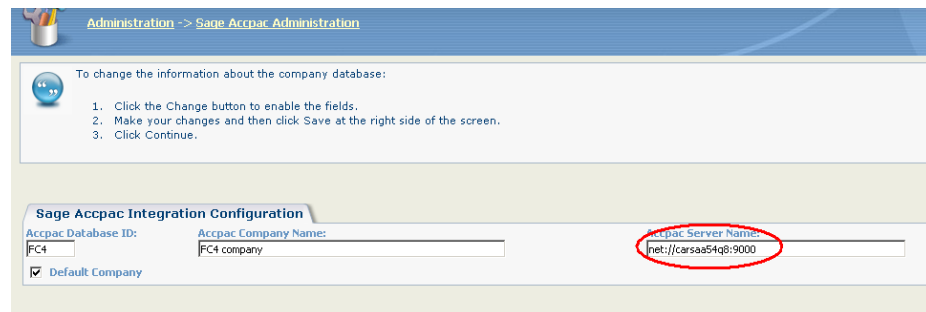 Administration -> Sage Accpac Administration
To change the information about the company database:
1. Click the Change button to enable the fields.
2. Make your changes and then click Save at the right side of the screen.
3. Click Continue.
Sage Accpac Integration Configuration
Accpac Database ID: Accpac Company Name: Accpac Server Name:
FC4 FC4 company net://carsaa54q8:9000
Default Company